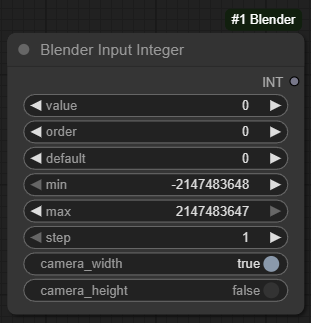 #1 Blender
Blender Input Integer
INT
value 0
order 0
default 0
min -2147483648
max 2147483647
step 1
camera_width true
camera_height false